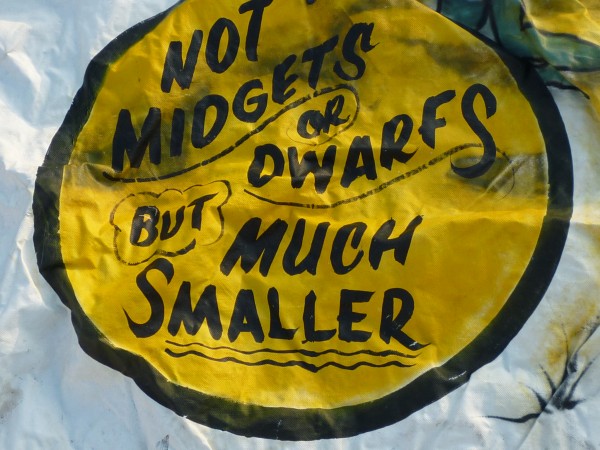 NOT
MIDGETS
OR
DWARFS
BUT
MUCH
SMALLER